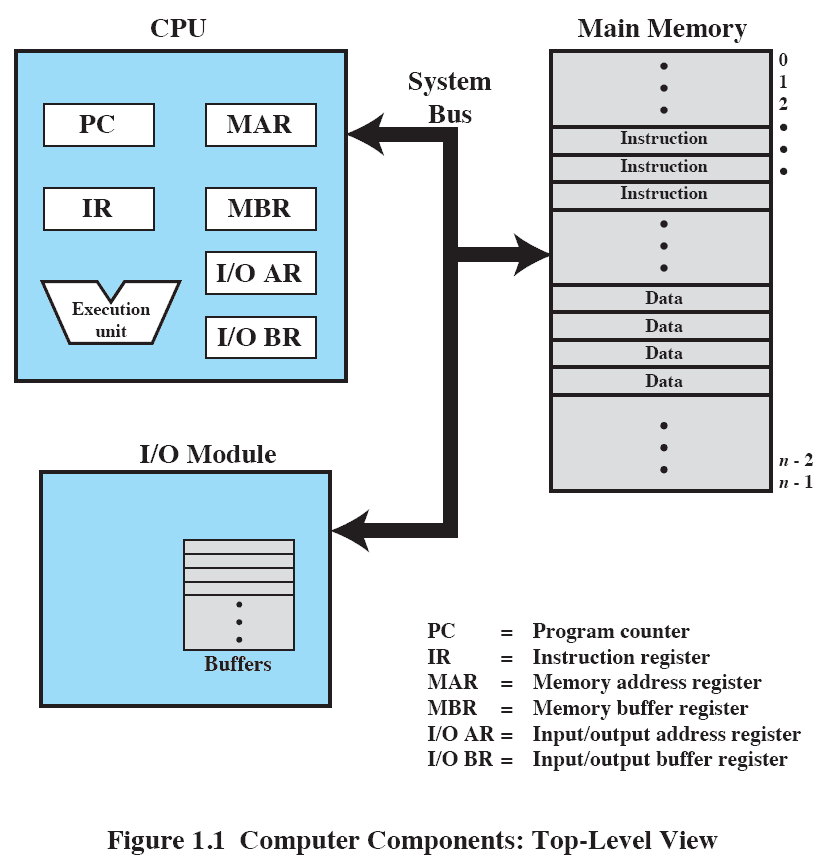 CPU
PC
MAR
IR
MBR
I/O AR
Execution
unit
I/O BR
System
Bus
Main Memory
0
1
2
Instruction
Instruction
Instruction
Data
Data
Data
Data
n - 2
n - 1
I/O Module
Buffers
PC = Program counter
IR = Instruction register
MAR = Memory address register
MBR = Memory buffer register
I/O AR = Input/output address register
I/O BR = Input/output buffer register
Figure 1.1 Computer Components: Top-Level View